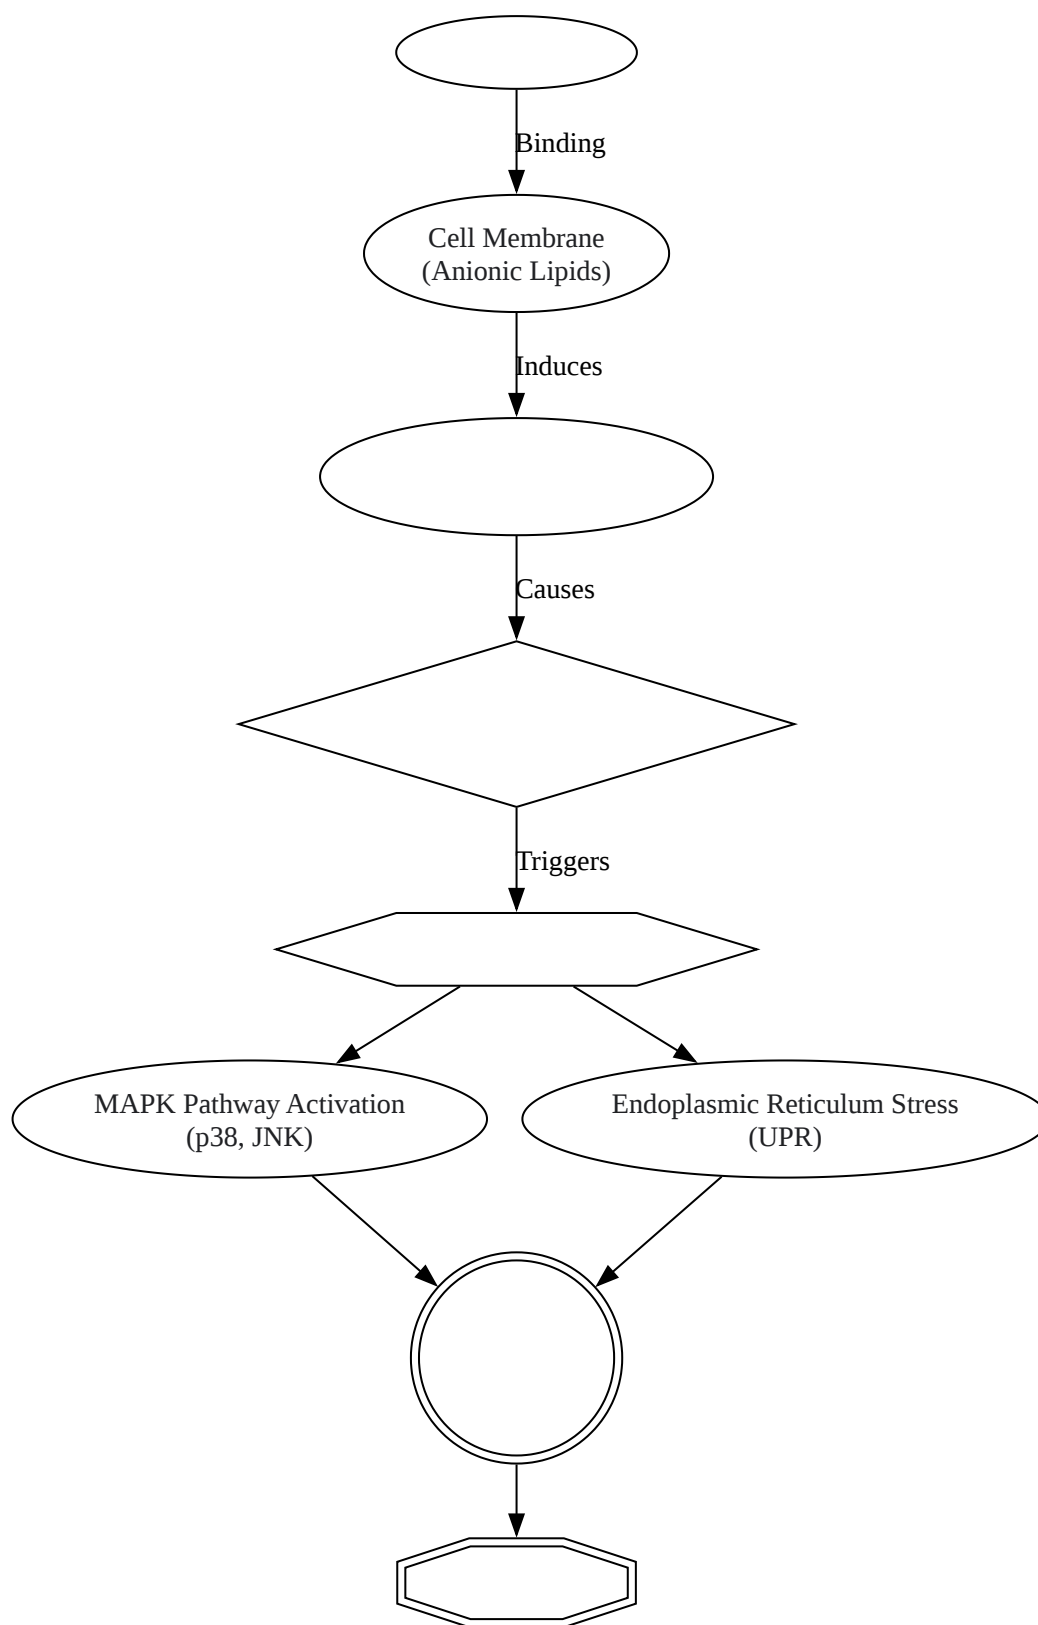 Binding
Cell Membrane
(Anionic Lipids)
Induces
Causes
Triggers
MAPK Pathway Activation
(p38, JNK)
Endoplasmic Reticulum Stress
(UPR)